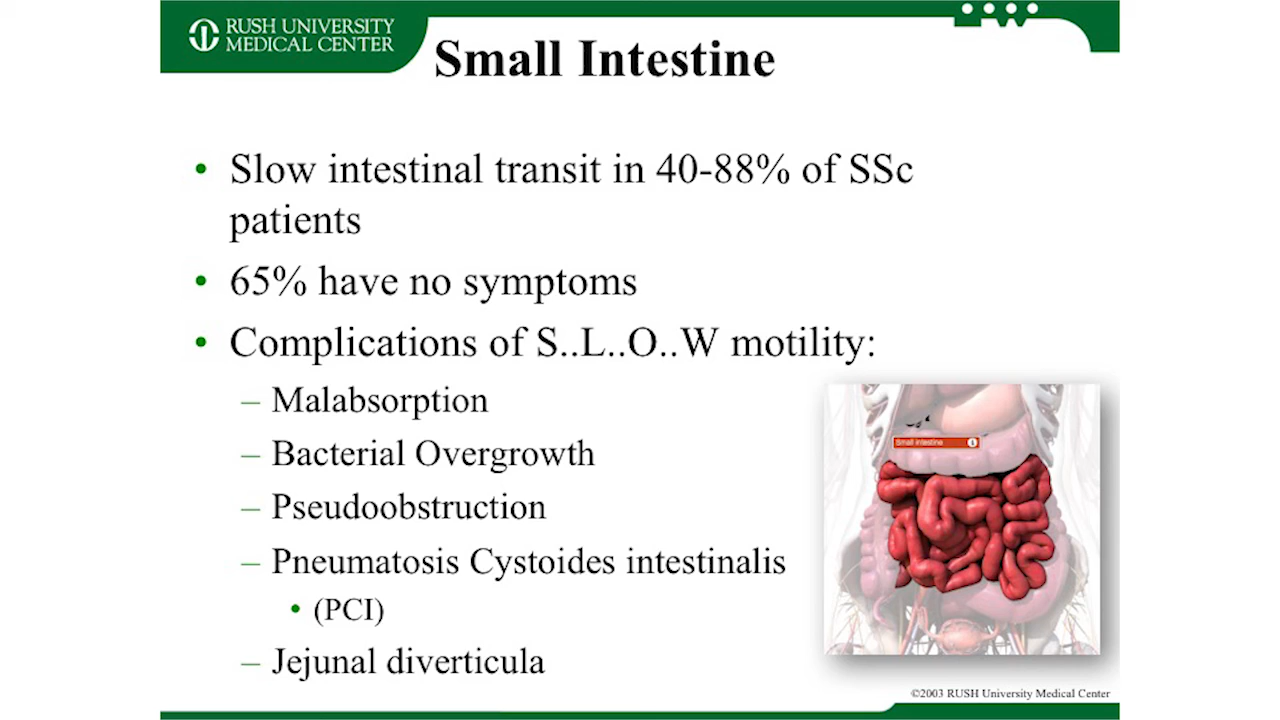 RUSH UNIVERSITY
MEDICAL CENTER
Small Intestine
• Slow intestinal transit in 40-88% of SSc
patients
• 65% have no symptoms
• Complications of S..L..O..W motility:
– Malabsorption
– Bacterial Overgrowth
– Pseudoobstruction
– Pneumatosis Cystoides intestinalis
• (PCI)
– Jejunal diverticula
Small intestine
©2003 RUSH University Medical Center